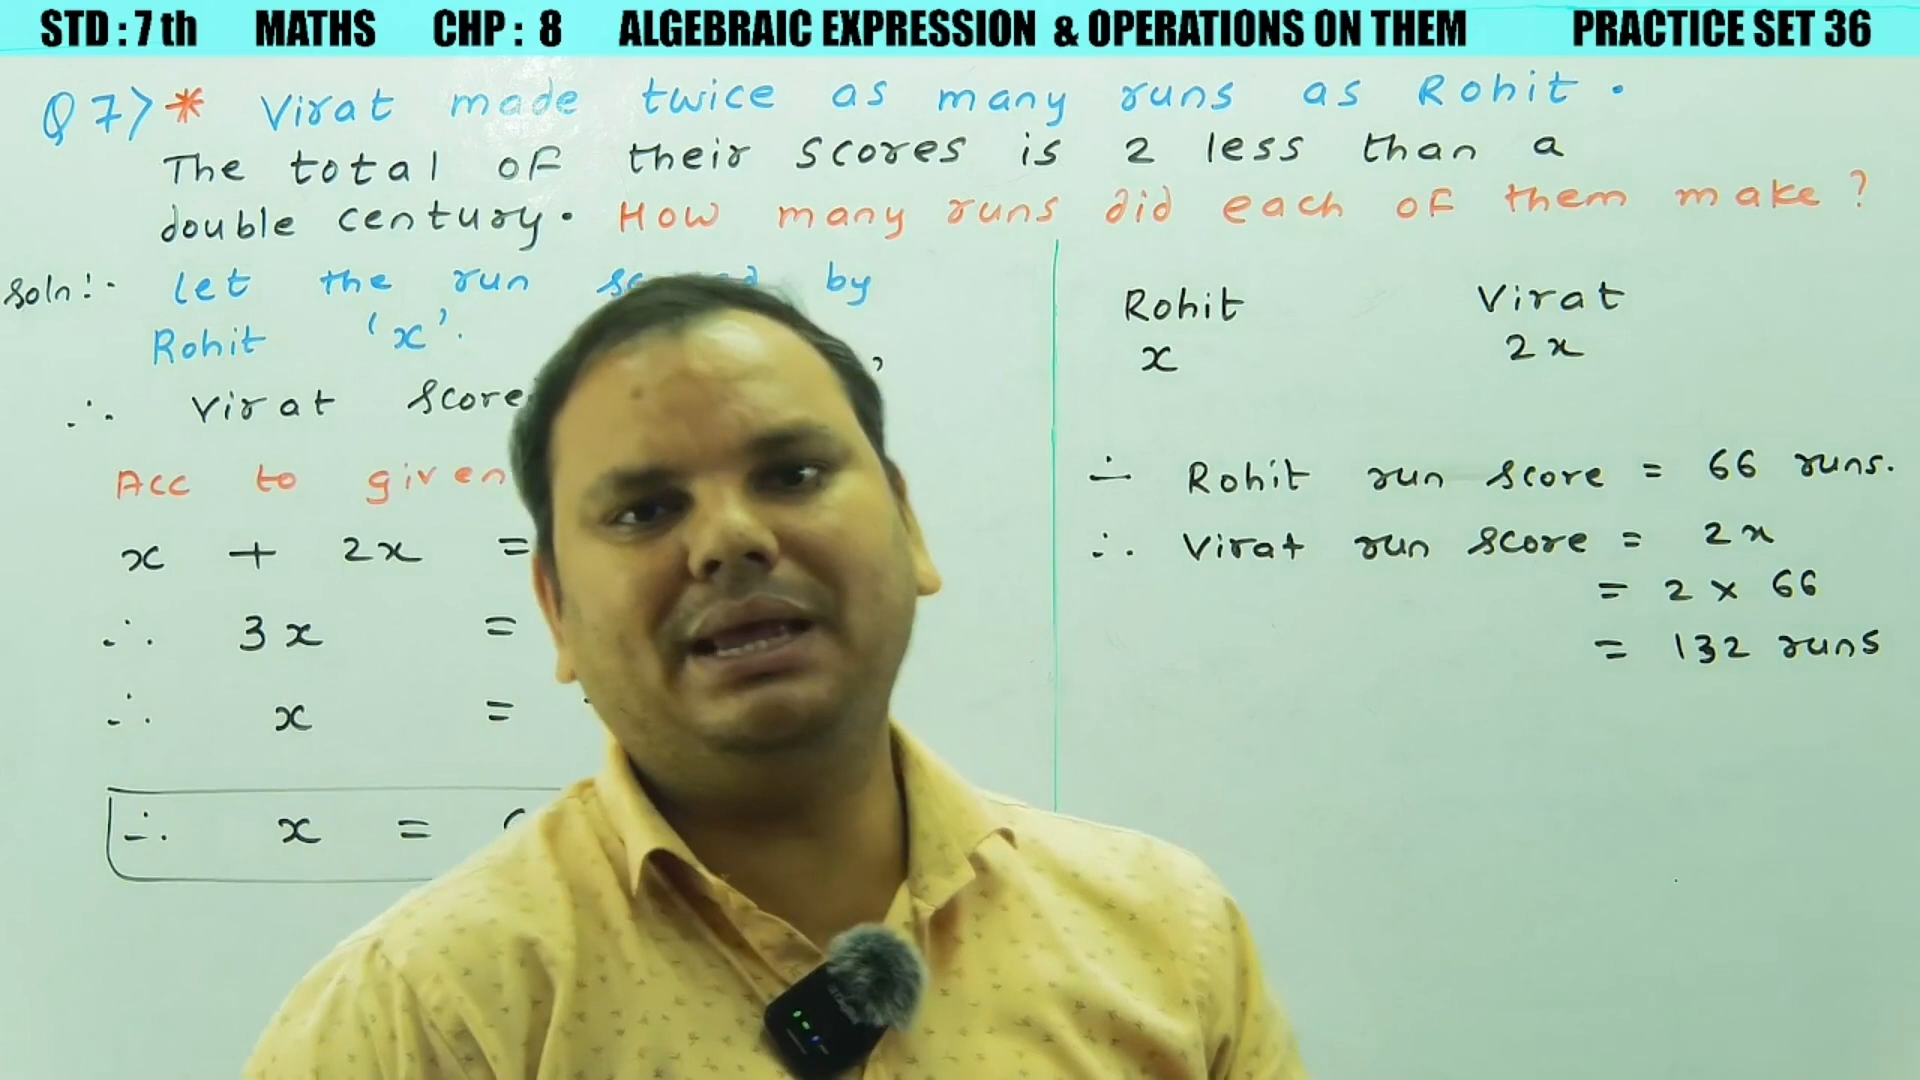 STD : 7 th MATHS CHP : 8 ALGEBRAIC EXPRESSION & OPERATIONS ON THEM PRACTICE SET 36
Q 7) * Virat made twice as many runs as Rohit.
The total of their scores is 2 less than a
double century. How many runs did each of them make?
Soln:- let the run by
Rohit 'x'.
∴ Virat score
Acc to given
x + 2x =
∴ 3x =
∴ x =
∴ x =
Rohit Virat
x 2x
∴ Rohit run score = 66 runs.
∴ Virat run score = 2x
= 2 × 66
= 132 runs